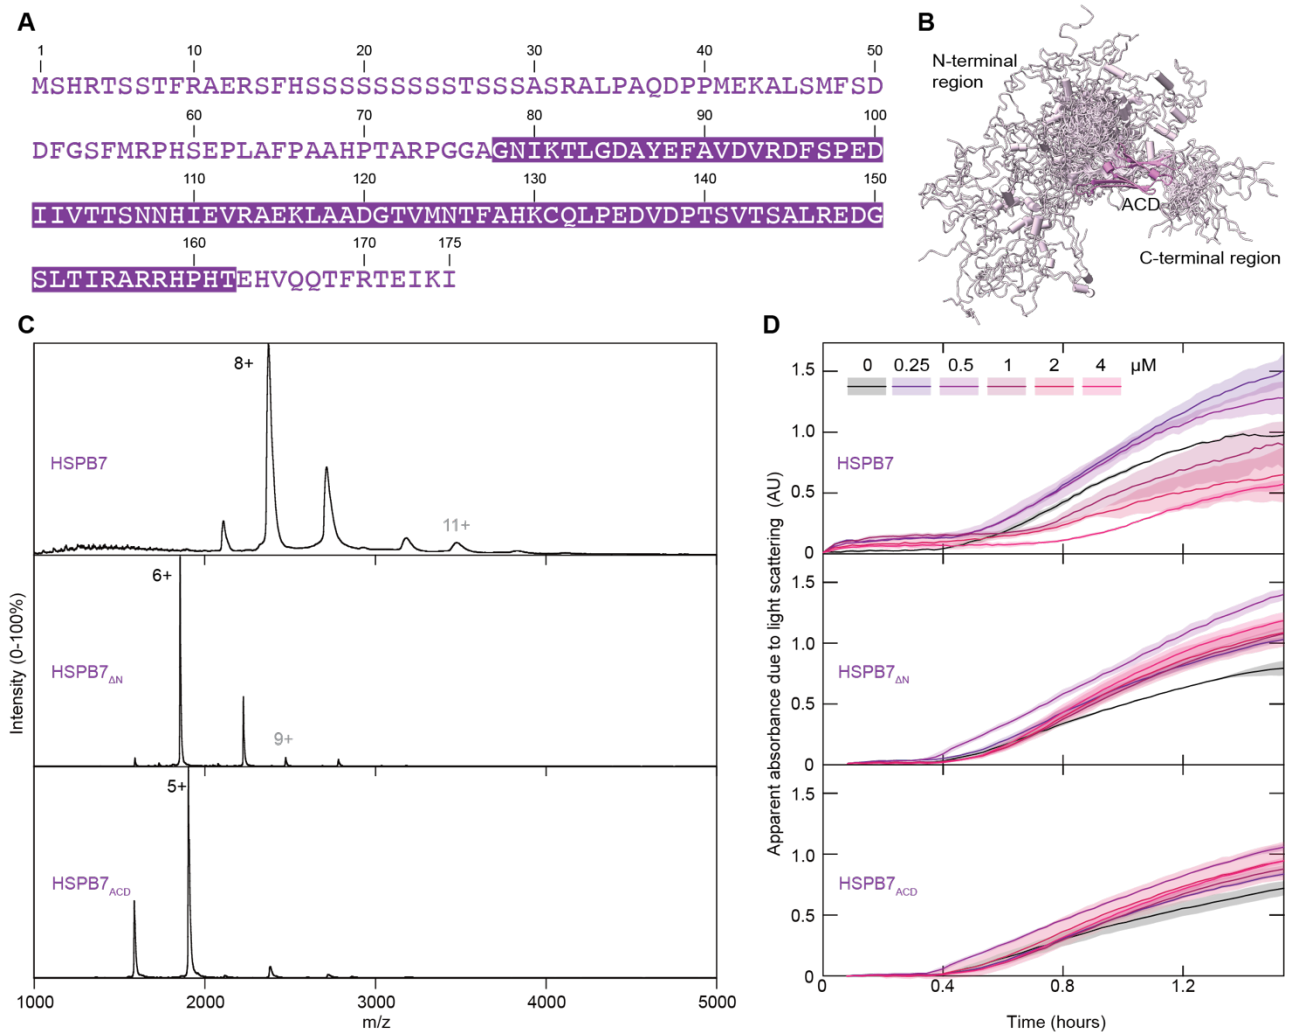 A
1 10 20 30 40 50
MSHRTSSTFRAERSFHSSSSSSSSSTSSSASRALPAQDPPMEKALSMFSD
60 70 80 90 100
DFGSFMRPHSEPLAFPAAHPTARPGGAGNIKTLGDAYEFAVDVRDFSPED
110 120 130 140 150
IIVTTSNNHIEVRAEKLAADGTVMNTFAHKCQLPEDVDPTSVTSALREDG
160 170 175
SLTIRARRHPHTEHVQQTFRTEIKI
B
N-terminal
region
ACD
C-terminal region
C
Intensity (0-100%)
HSPB7
8+
11+
HSPB7ΔN
6+
9+
HSPB7ACD
5+
1000 2000 3000 4000 5000
m/z
D
Apparent absorbance due to light scattering (AU)
0 0.25 0.5 1 2 4 μM
1.5
1.0
0.5
0
HSPB7
1.5
1.0
0.5
0
HSPB7ΔN
1.5
1.0
0.5
0
HSPB7ACD
0 0.4 0.8 1.2
Time (hours)